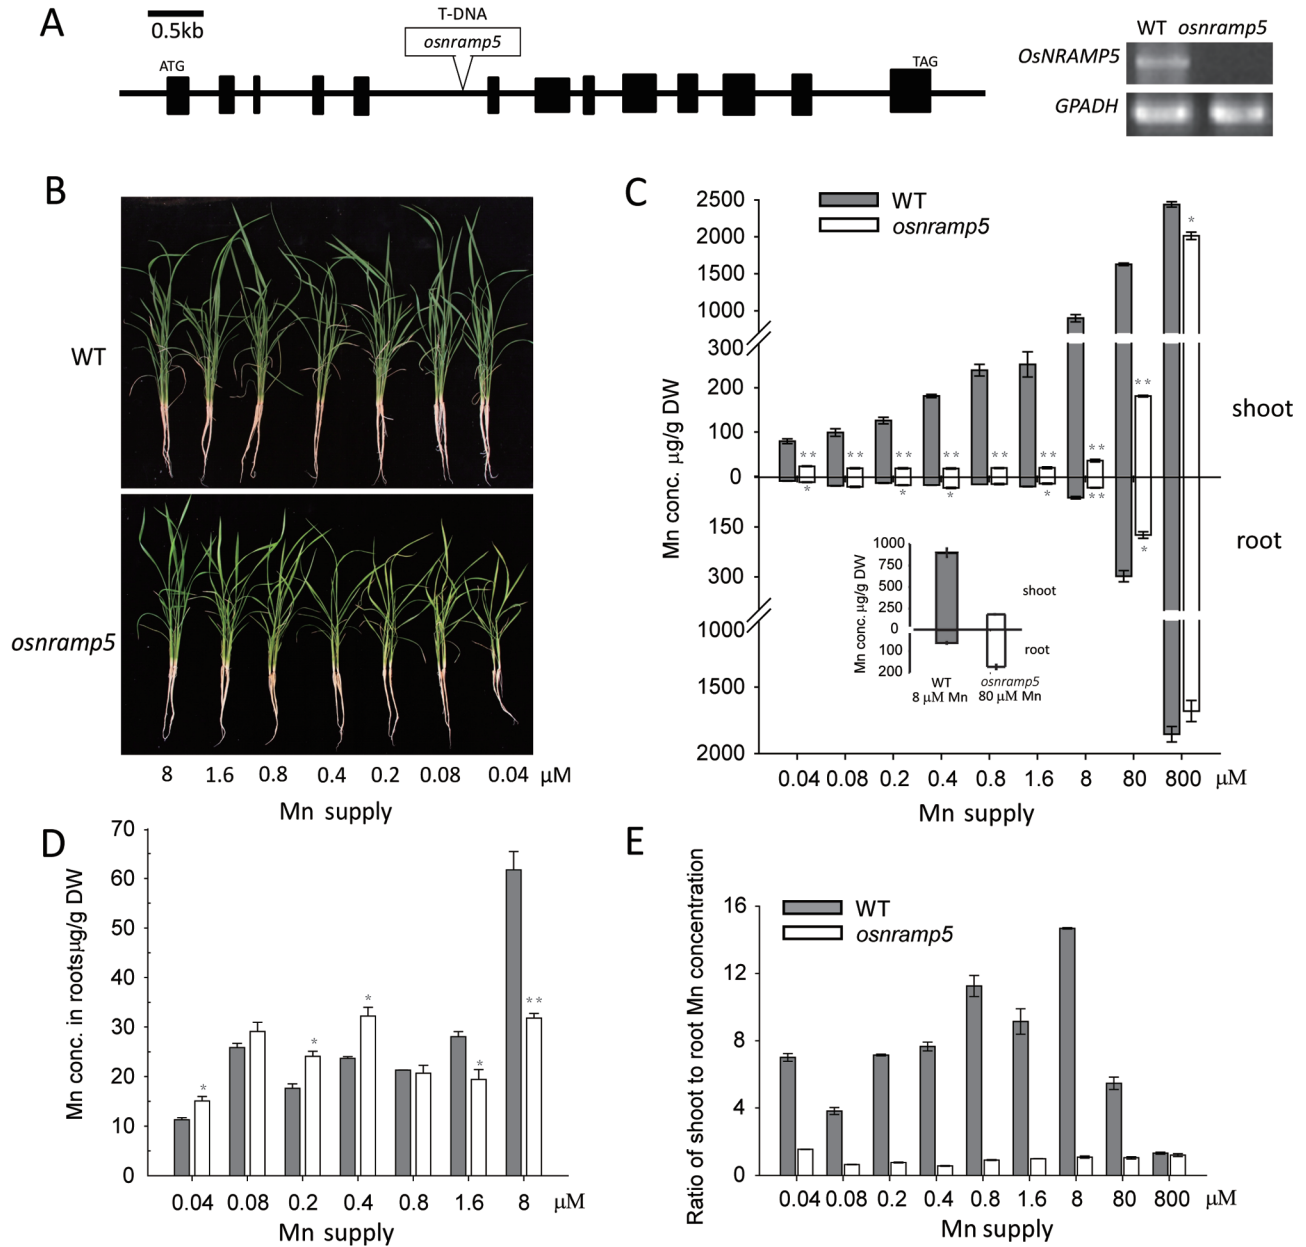 A
0.5kb
T-DNA
osnramp5
ATG
TAG
WT osnramp5
OsNRAMP5
GPADH
B
WT
osnramp5
8 1.6 0.8 0.4 0.2 0.08 0.04 μM
Mn supply
C
WT
osnramp5
2500
2000
1500
1000
300
200
100
0
150
300
1000
1500
2000
Mn conc. μg/g DW
* ** ** ** ** ** ** ** ** *
* * * * ** *
shoot
root
1000
750
500
250
0
100
200
Mn conc. μg/g DW
shoot
root
WT
8 μM Mn
osnramp5
80 μM Mn
0.04 0.08 0.2 0.4 0.8 1.6 8 80 800 μM
Mn supply
D
70
60
50
40
30
20
10
0
Mn conc. in rootsμg/g DW
* * * * **
0.04 0.08 0.2 0.4 0.8 1.6 8 μM
Mn supply
E
WT
osnramp5
16
12
8
4
0
Ratio of shoot to root Mn concentration
0.04 0.08 0.2 0.4 0.8 1.6 8 80 800 μM
Mn supply